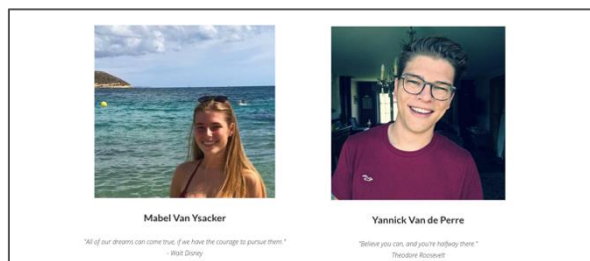 Mabel Van Ysacker
"All of our dreams can come true, if we have the courage to pursue them."
- Walt Disney
Yannick Van de Perre
"Believe you can, and you're halfway there."
Theodore Roosevelt